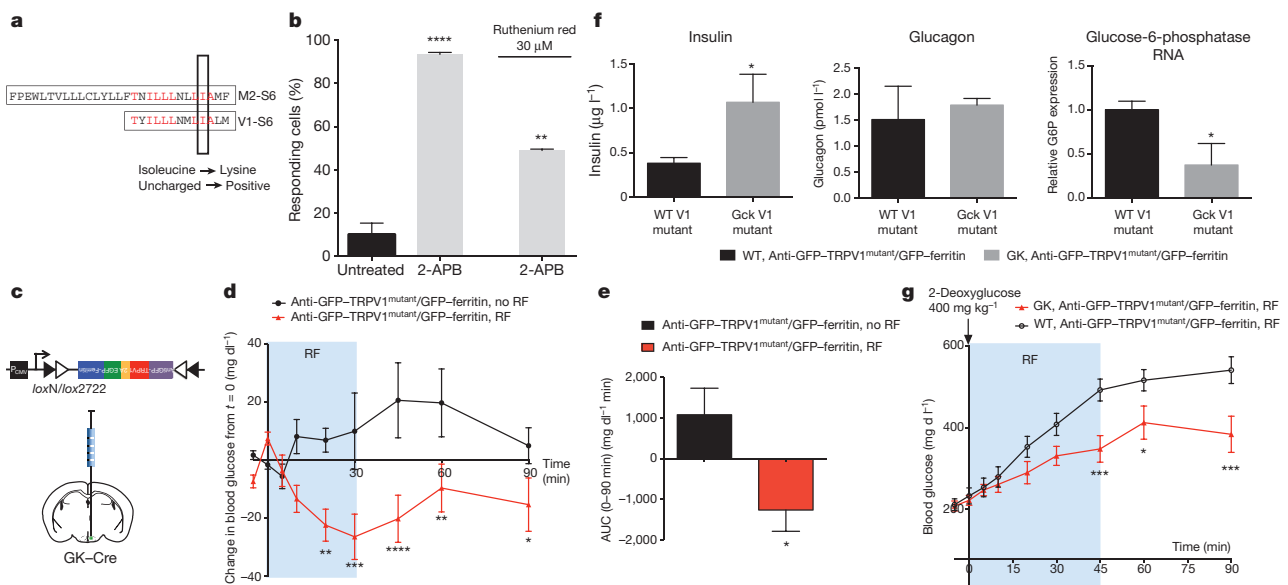 a
FPEWLTVLLLCLYLLFTNILLLNLLIAMF M2-S6
TYILLLNMLIALM V1-S6
Isoleucine → Lysine
Uncharged → Positive
b
Ruthenium red
30 µM
Responding cells (%)
100
80
60
40
20
0
****
**
Untreated 2-APB 2-APB
f
Insulin
Insulin (µg l⁻¹)
1.5
1.0
0.5
0
*
WT V1 Gck V1
mutant mutant
Glucagon
Glucagon (pmol l⁻¹)
2.5
2.0
1.5
1.0
0.5
0.0
WT V1 Gck V1
mutant mutant
Glucose-6-phosphatase
RNA
Relative G6P expression
1.5
1.0
0.5
0
*
WT V1 Gck V1
mutant mutant
WT, Anti-GFP–TRPV1mutant/GFP–ferritin GK, Anti-GFP–TRPV1mutant/GFP–ferritin
c
PCMV
loxN/lox2722
GK–Cre
d
Anti-GFP–TRPV1mutant/GFP–ferritin, no RF
Anti-GFP–TRPV1mutant/GFP–ferritin, RF
Change in blood glucose from t = 0 (mg dl⁻¹)
40
20
0
−20
−40
RF
30 60 90
Time
(min)
** *** **** ** *
e
Anti-GFP–TRPV1mutant/GFP–ferritin, no RF
Anti-GFP–TRPV1mutant/GFP–ferritin, RF
AUC (0–90 min) (mg dl⁻¹ min)
2,000
1,000
0
−1,000
−2,000
*
g
2-Deoxyglucose
400 mg kg⁻¹
GK, Anti-GFP–TRPV1mutant/GFP–ferritin, RF
WT, Anti-GFP–TRPV1mutant/GFP–ferritin, RF
Blood glucose (mg d l⁻¹)
600
400
200
RF
*** * ***
Time (min)
0 15 30 45 60 75 90